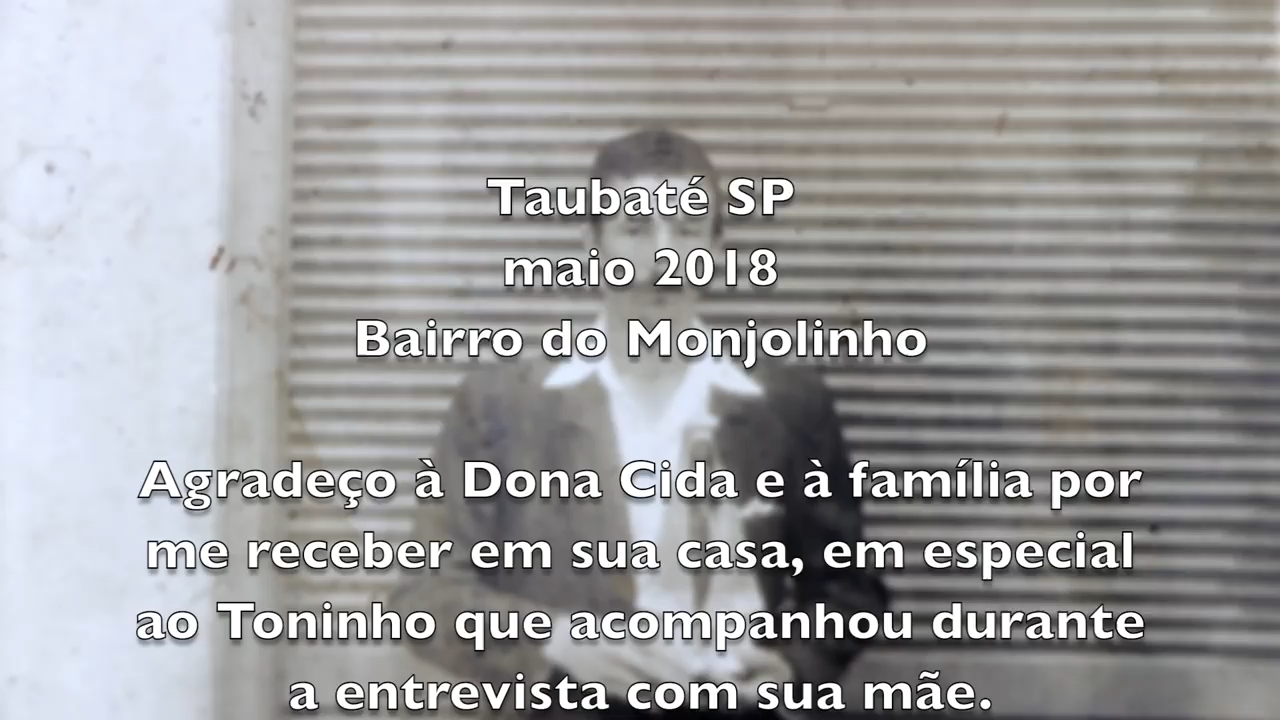 Taubaté SP
maio 2018
Bairro do Monjolinho
Agradeço à Dona Cida e à família por
me receber em sua casa, em especial
ao Toninho que acompanhou durante
a entrevista com sua mãe.